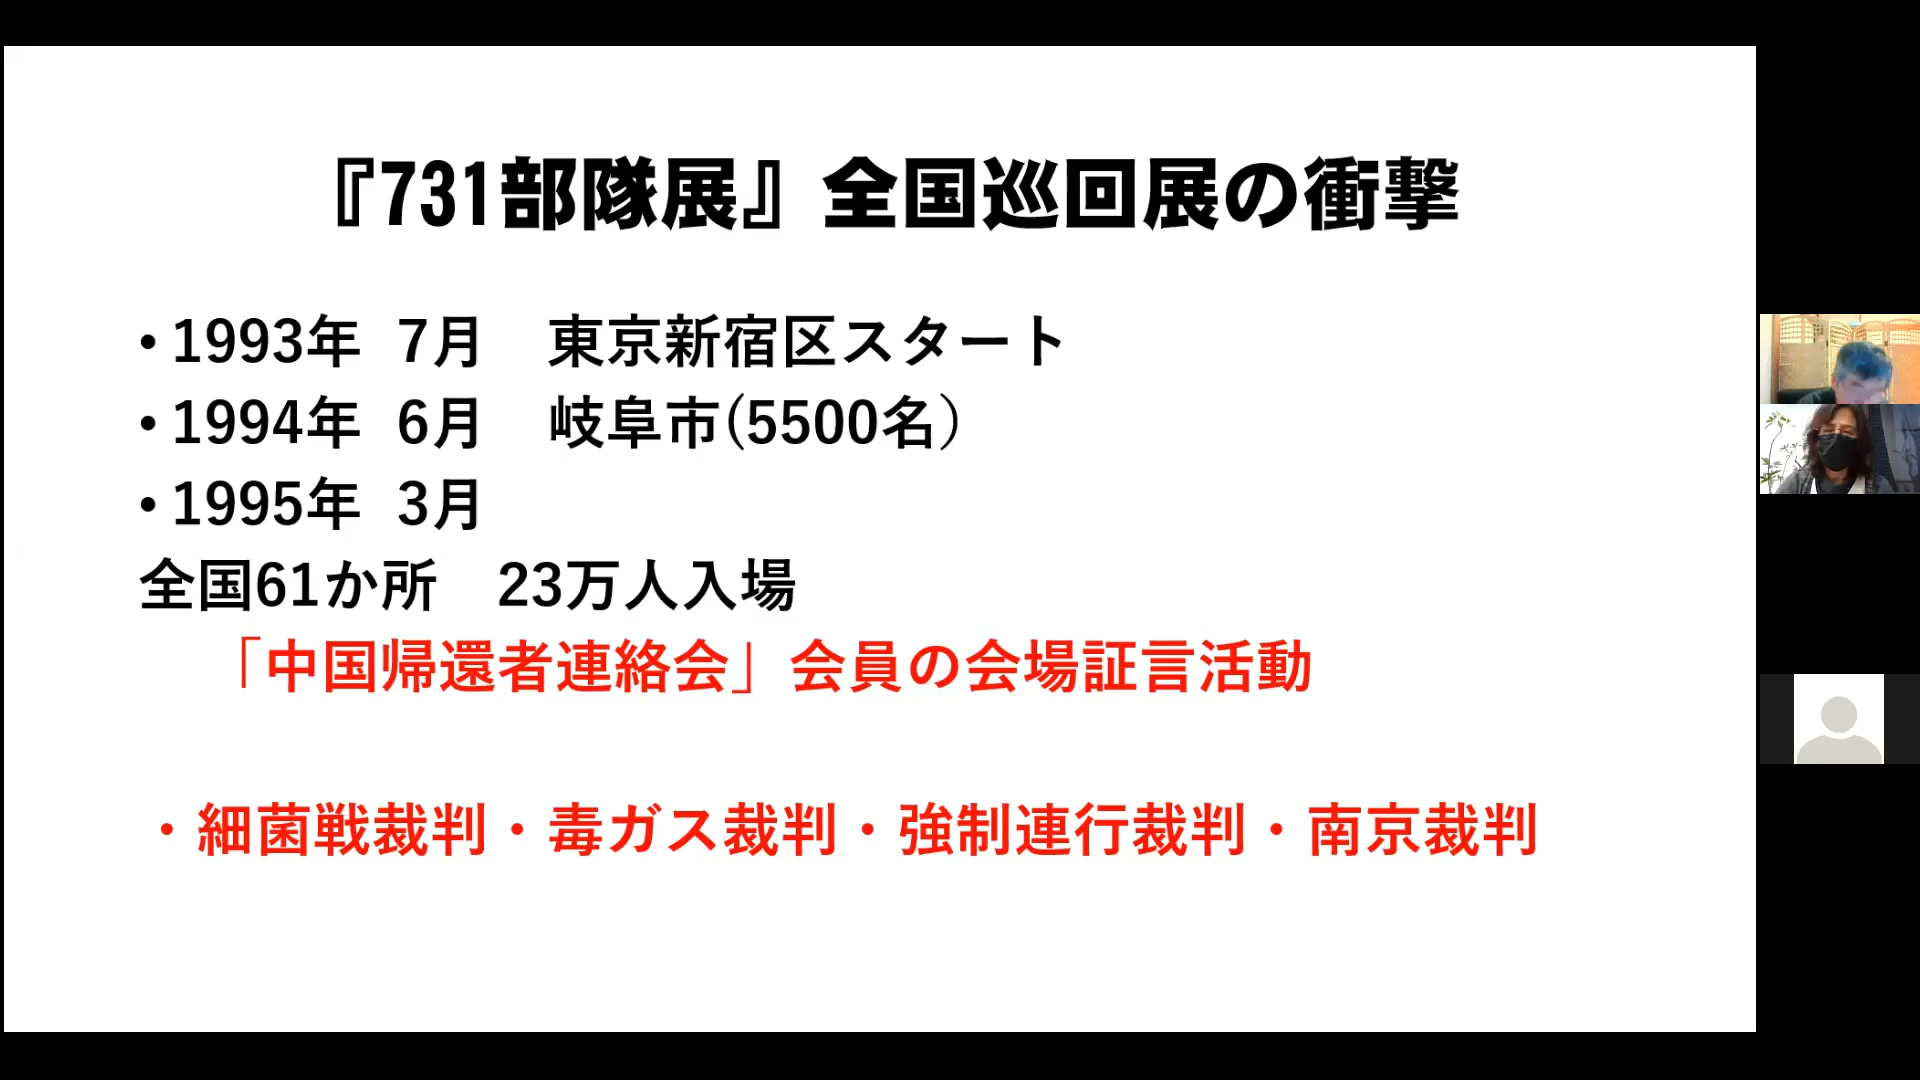 『731部隊展』全国巡回展の衝撃
• 1993年 7月 東京新宿区スタート
• 1994年 6月 岐阜市(5500名)
• 1995年 3月
全国61か所 23万人入場
「中国帰還者連絡会」会員の会場証言活動
・細菌戦裁判・毒ガス裁判・強制連行裁判・南京裁判